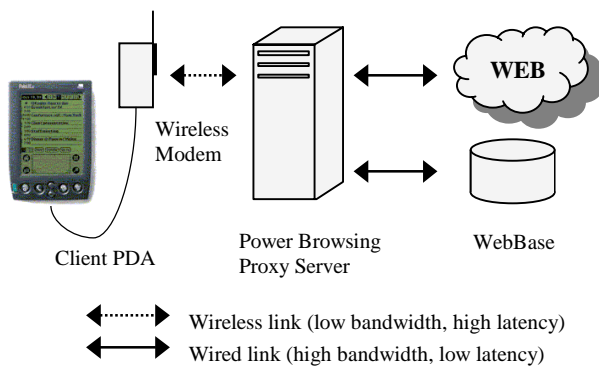 WEB
Wireless
Modem
Client PDA
Power Browsing
Proxy Server
WebBase
Wireless link (low bandwidth, high latency)
Wired link (high bandwidth, low latency)